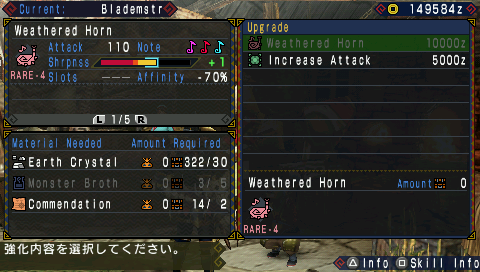 Current: Blademstr
149584z
Weathered Horn
Attack 110 Note
Shrpnss +1
RARE-4
Slots --- Affinity -70%
L 1/5 R
Material Needed Amount Required
Earth Crystal 0 322/30
Monster Broth 0 3/ 5
Commendation 0 14/ 2
Upgrade
Weathered Horn 10000z
Increase Attack 5000z
Weathered Horn Amount 0
RARE-4
強化内容を選択してください。
△ Info □ Skill Info